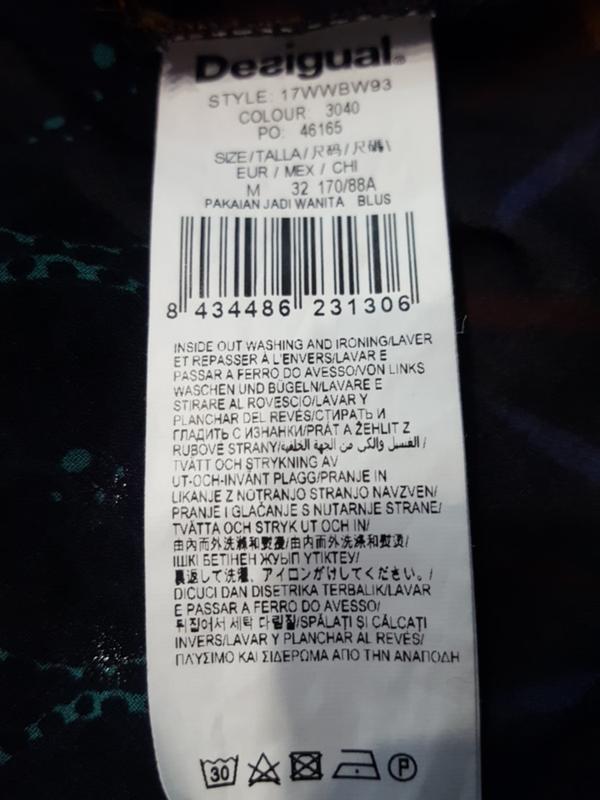 Desigual®
STYLE: 17WWBW93
COLOUR: 3040
PO: 46165
SIZE/TALLA/尺码/尺碼\
EUR / MEX / CHI
M 32 170/88A
PAKAIAN JADI WANITA BLUS
8 434486 231306
INSIDE OUT WASHING AND IRONING/LAVER
ET REPASSER À L'ENVERS/LAVAR E
PASSAR A FERRO DO AVESSO/VON LINKS
WASCHEN UND BÜGELN/LAVARE E
STIRARE AL ROVESCIO/LAVAR Y
PLANCHAR DEL REVÉS/СТИРАТЬ И
ГЛАДИТЬ С ИЗНАНКИ/PRÁT A ŽEHLIT Z
RUBOVÉ STRANY/الغسيل والكي من الجهة الخلفية/
TVÄTT OCH STRYKNING AV
UT-OCH-INVÄNT PLAGG/PRANJE IN
LIKANJE Z NOTRANJO STRANJO NAVZVEN/
PRANJE I GLAČANJE S NUTARNJE STRANE/
TVÄTTA OCH STRYK UT OCH IN/
由内而外洗滌和熨燙/由内而外洗涤和熨烫/
ІШКІ БЕТІНЕН ЖУЫП ҮТІКТЕУ/
裏返して洗濯、アイロンがけしてください。/
DICUCI DAN DISETRIKA TERBALIK/LAVAR
E PASSAR A FERRO DO AVESSO/
뒤집어서 세탁 다림질/SPĂLAȚI ȘI CĂLCAȚI
INVERS/LAVAR Y PLANCHAR AL REVÉS/
ΠΛΥΣΙΜΟ ΚΑΙ ΣΙΔΕΡΩΜΑ ΑΠΟ ΤΗΝ ΑΝΑΠΟΔΗ
30
P